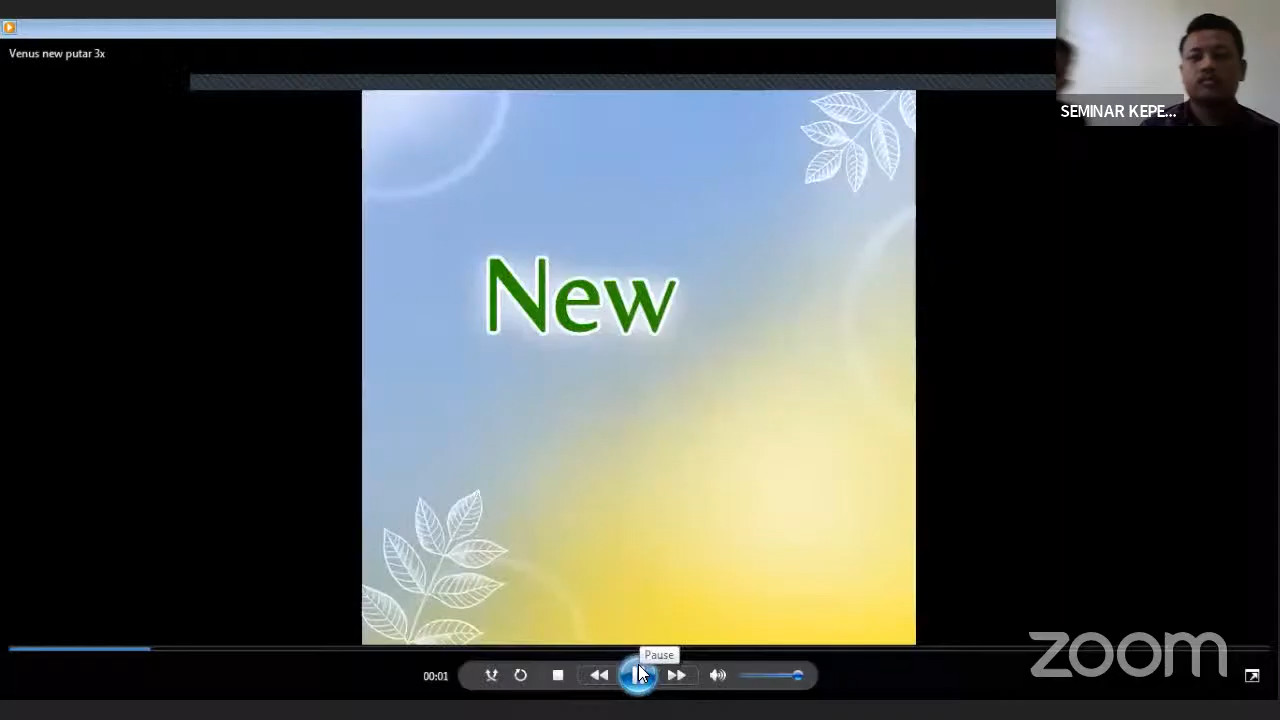 Venus new putar 3x
SEMINAR KEPE...
New
Pause
00:01
zoom